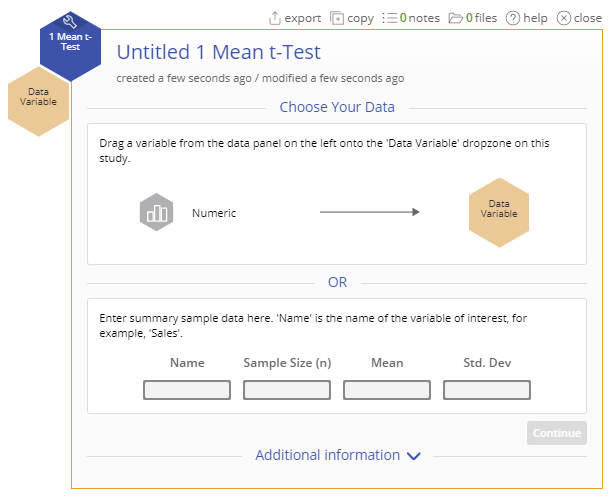 export copy 0 notes 0 files ? help close
1 Mean t-
Test
Untitled 1 Mean t-Test
created a few seconds ago / modified a few seconds ago
Data
Variable
Choose Your Data
Drag a variable from the data panel on the left onto the 'Data Variable' dropzone on this
study.
Numeric
Data
Variable
OR
Enter summary sample data here. 'Name' is the name of the variable of interest, for
example, 'Sales'.
Name Sample Size (n) Mean Std. Dev
Continue
Additional information